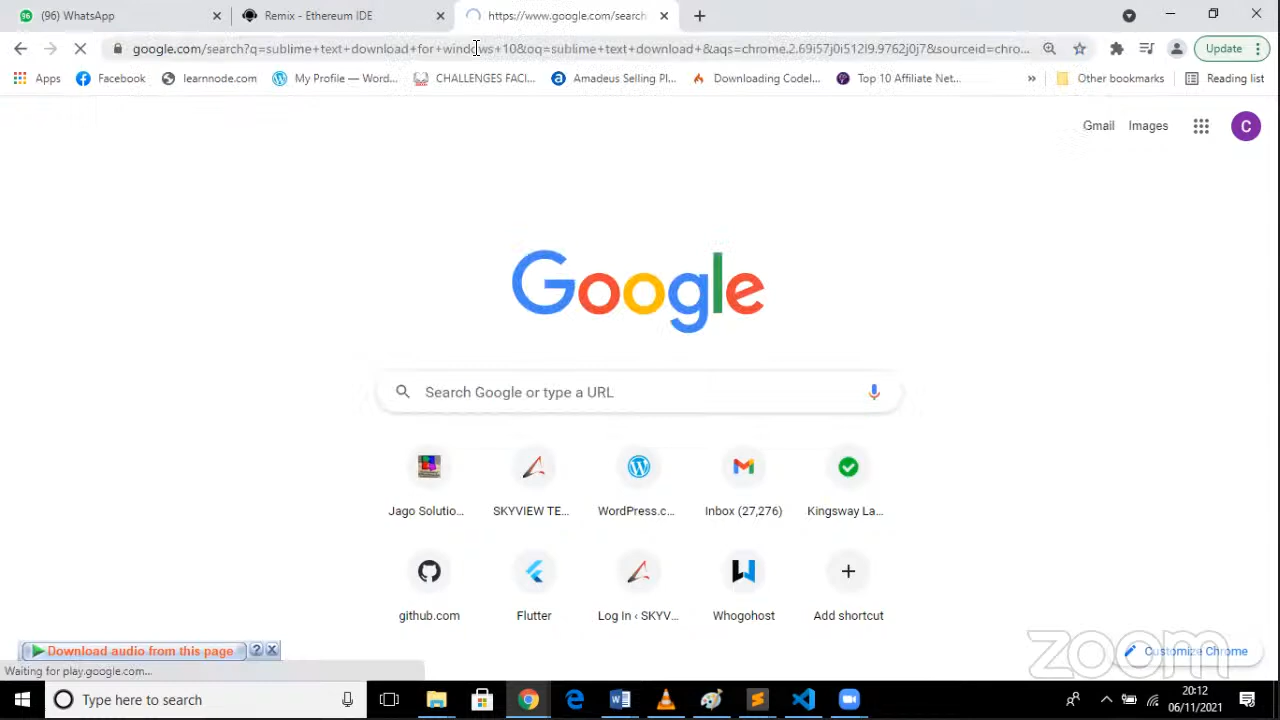 (96) WhatsApp
Remix - Ethereum IDE
https://www.google.com/search
google.com/search?q=sublime+text+download+for+windows+10&oq=sublime+text+download+&aqs=chrome.2.69i57j0i512l9.9762j0j7&sourceid=chro...
Update
Apps
Facebook
learnnode.com
My Profile — Word...
CHALLENGES FACI...
Amadeus Selling Pl...
Downloading Codel...
Top 10 Affiliate Net...
»
Other bookmarks
Reading list
Gmail
Images
C
Google
Search Google or type a URL
Jago Solutio...
SKYVIEW TE...
WordPress.c...
Inbox (27,276)
Kingsway La...
github.com
Flutter
Log In ‹ SKYV...
Whogohost
Add shortcut
Download audio from this page
?
X
zoom
Customize Chrome
Waiting for play.google.com...
Type here to search
20:12
06/11/2021